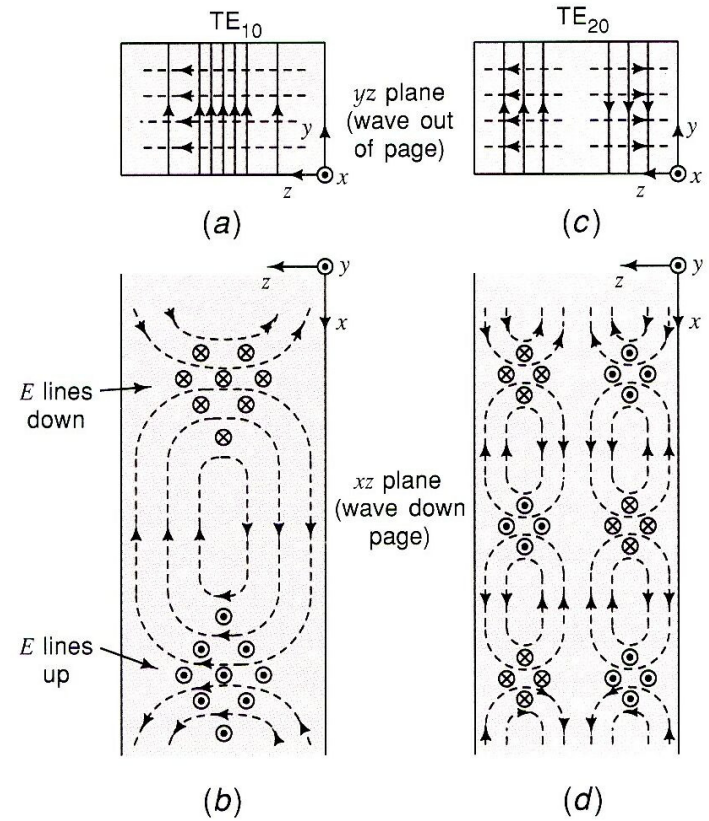 TE10
TE20
yz plane
(wave out
of page)
y
x
z
y
x
z
(a)
(c)
z
y
x
z
y
x
E lines
down
xz plane
(wave down
page)
E lines
up
(b)
(d)